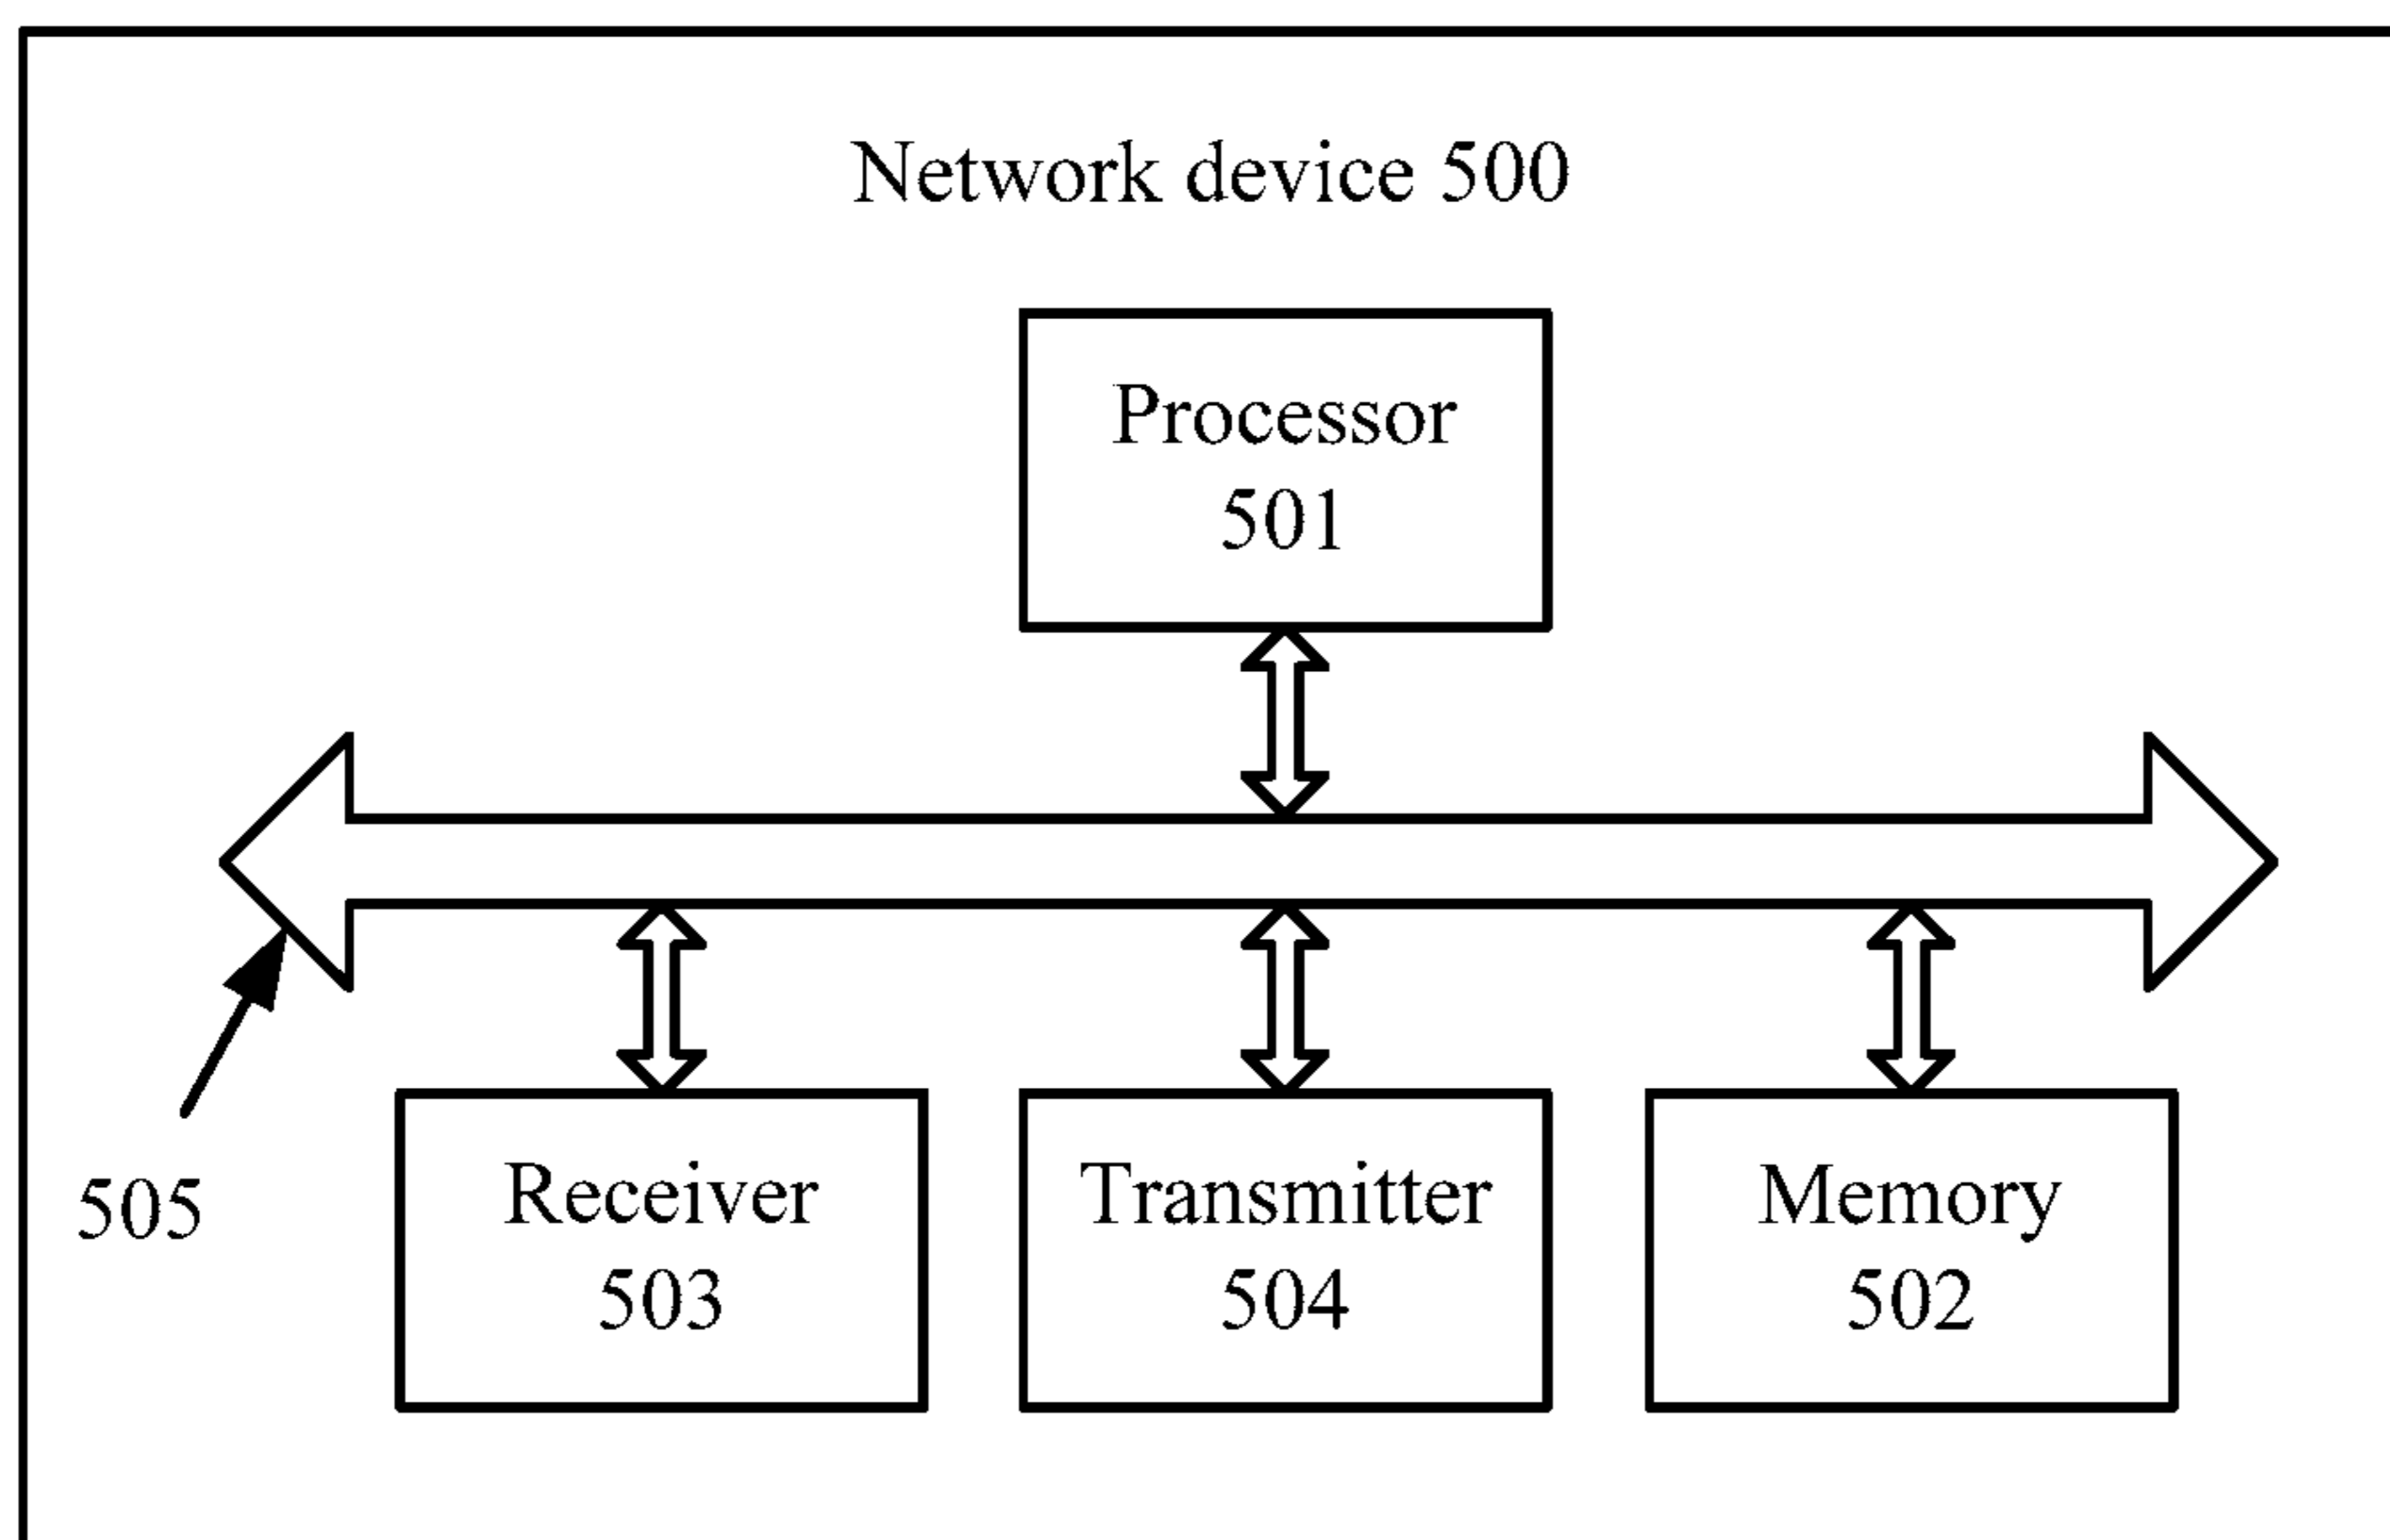 Network device 500
Processor
501
505
Receiver
503
Transmitter
504
Memory
502